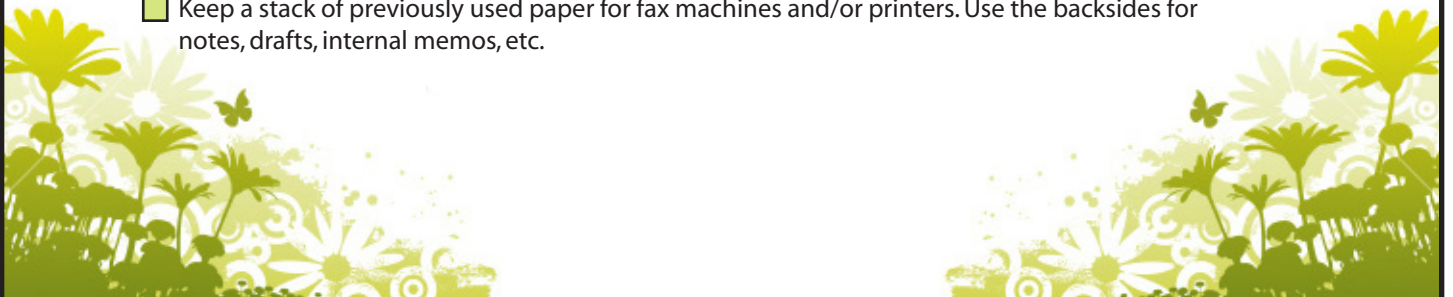 Keep a stack of previously used paper for fax machines and/or printers. Use the backsides for
notes, drafts, internal memos, etc.